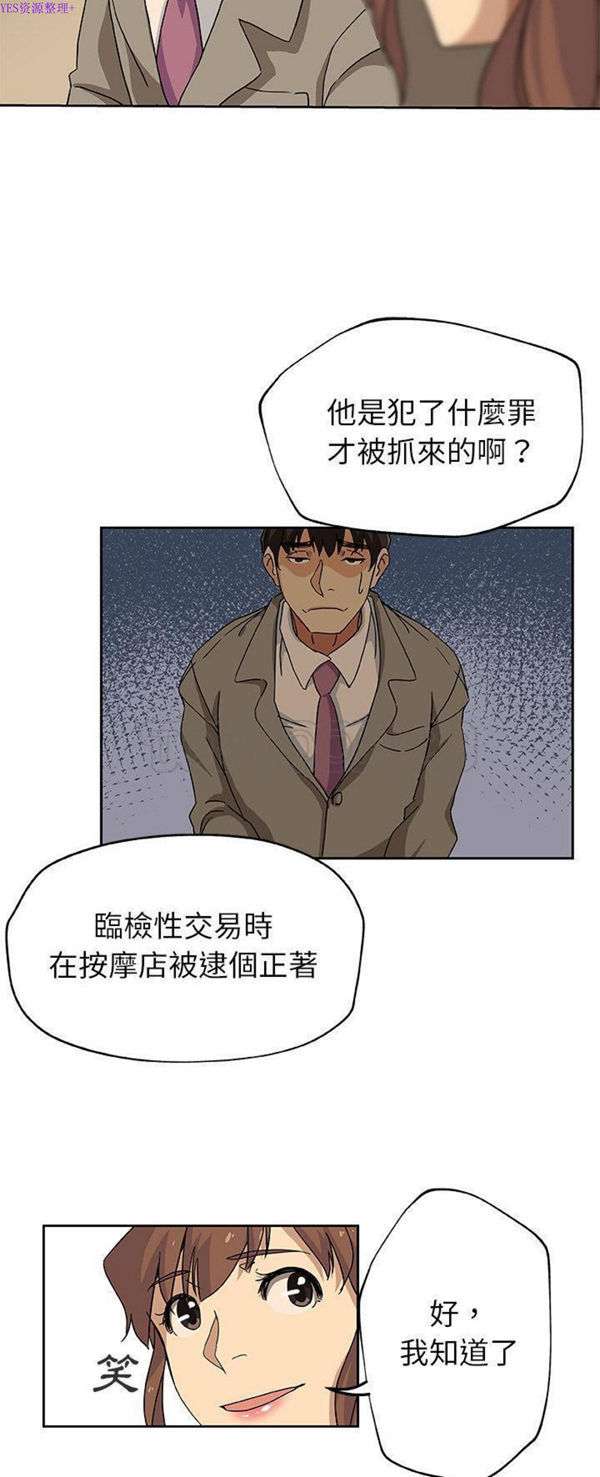 YES资源整理+
他是犯了什麼罪
才被抓來的啊？
臨檢性交易時
在按摩店被逮個正著
好，
我知道了
笑